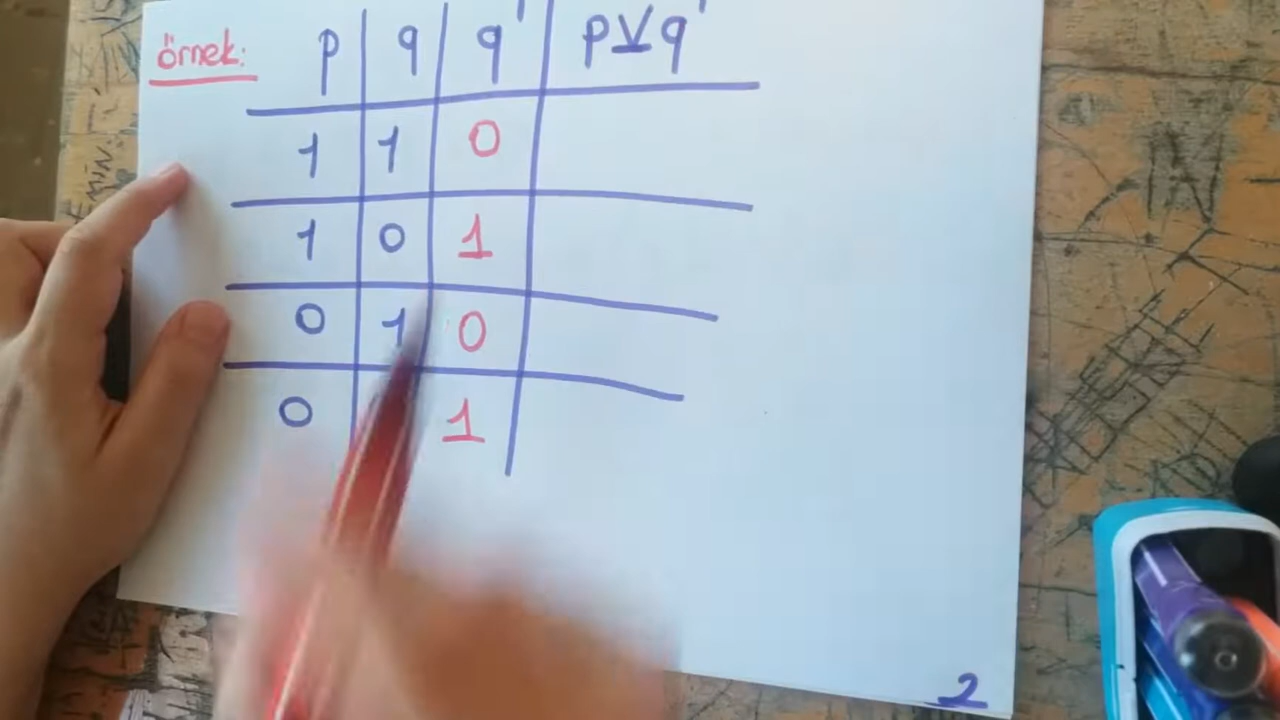 örnek: p q q' p⊻q'
1 1 0
1 0 1
0 1 0
0 1
2